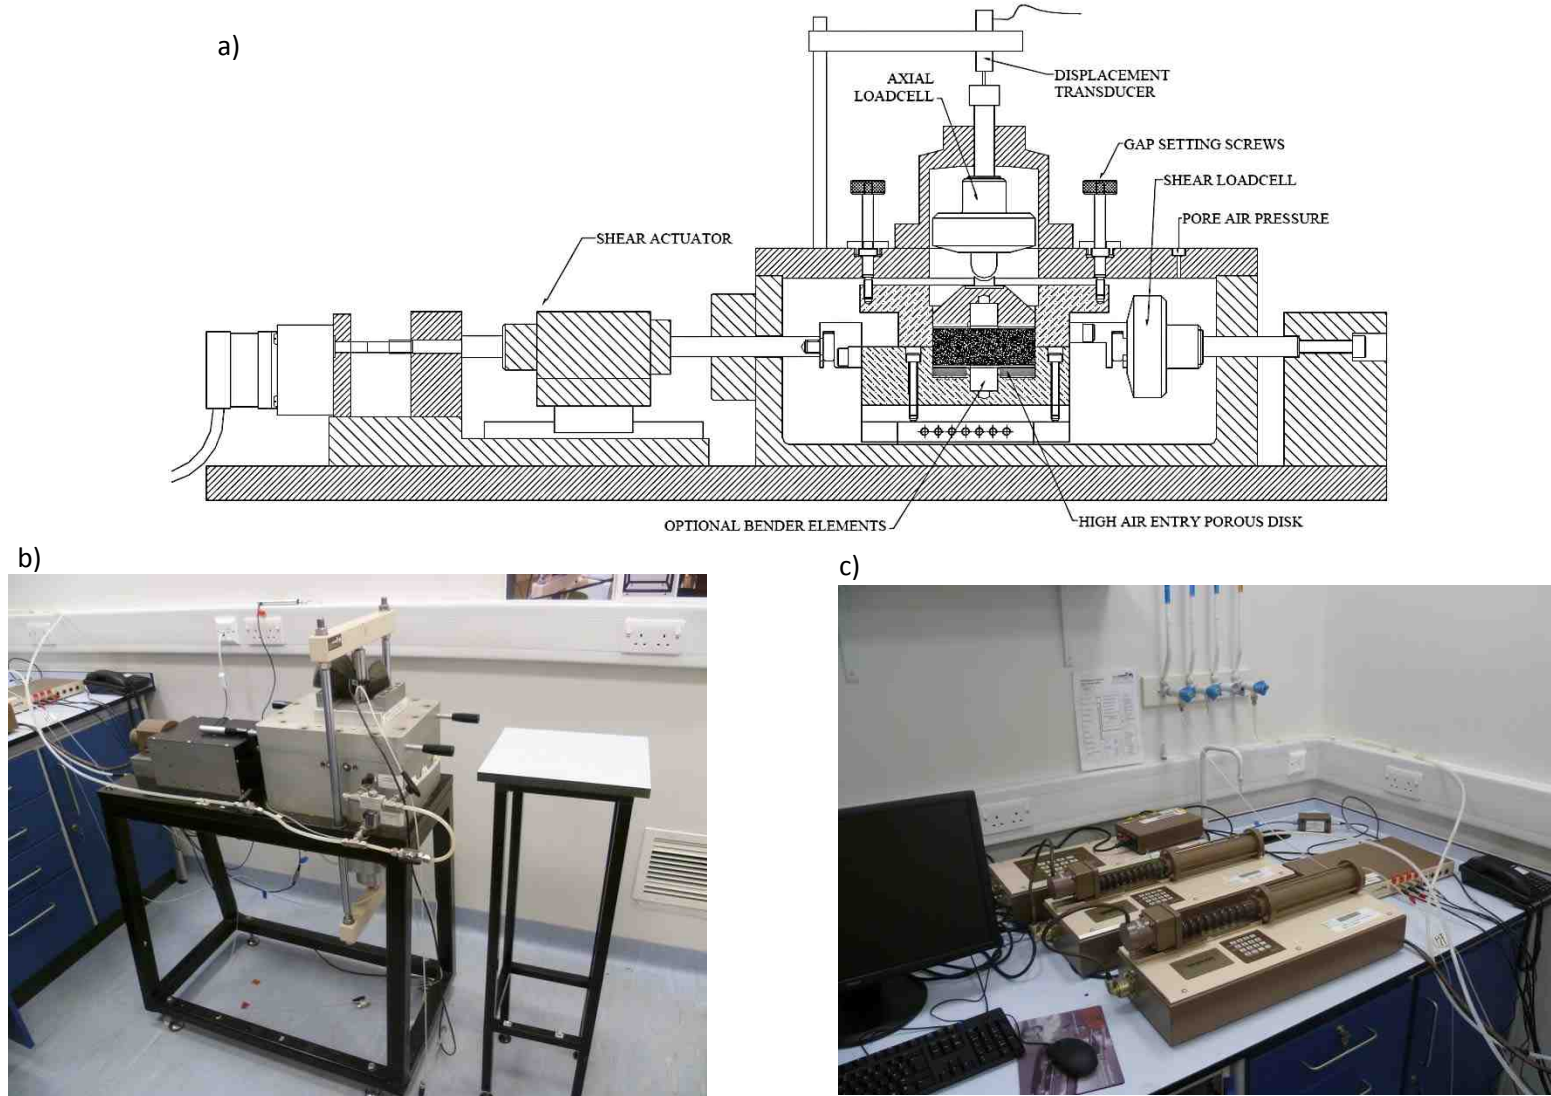 a)
DISPLACEMENT
TRANSDUCER
AXIAL
LOADCELL
GAP SETTING SCREWS
SHEAR LOADCELL
PORE AIR PRESSURE
SHEAR ACTUATOR
OPTIONAL BENDER ELEMENTS
HIGH AIR ENTRY POROUS DISK
b)
c)